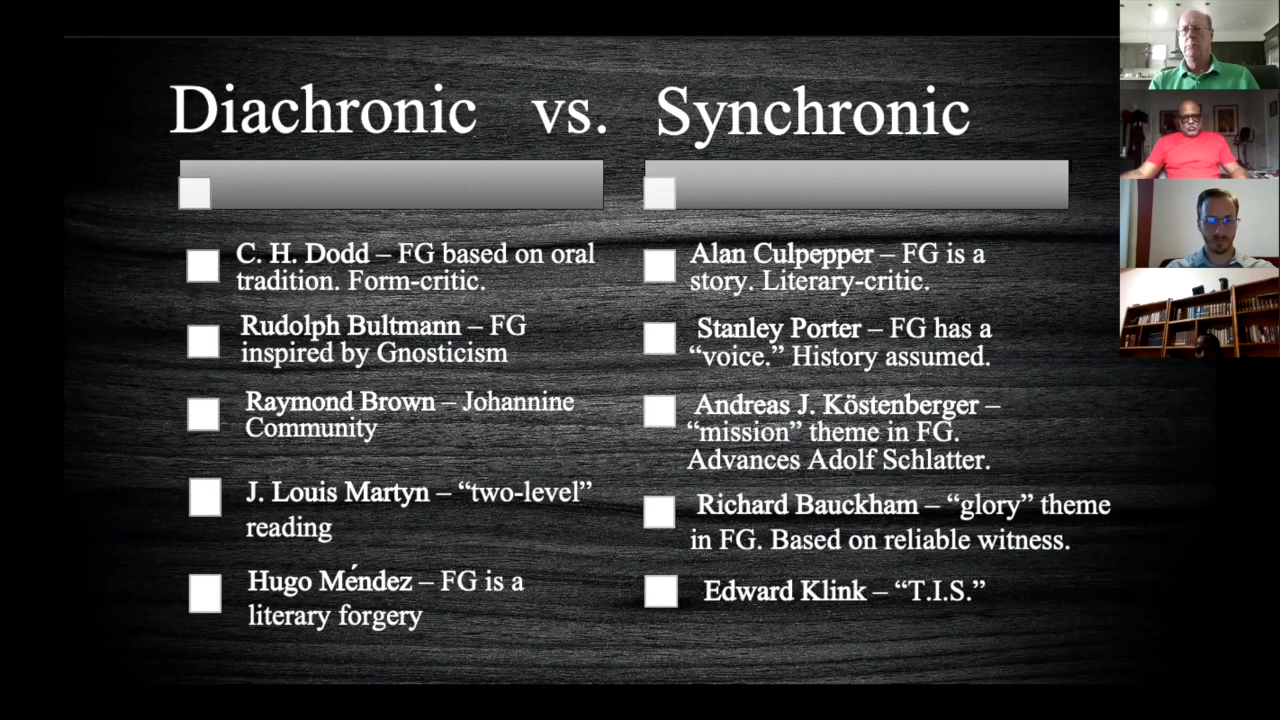 Diachronic vs. Synchronic
C. H. Dodd – FG based on oral
tradition. Form-critic.
Rudolph Bultmann – FG
inspired by Gnosticism
Raymond Brown – Johannine
Community
J. Louis Martyn – “two-level”
reading
Hugo Méndez – FG is a
literary forgery
Alan Culpepper – FG is a
story. Literary-critic.
Stanley Porter – FG has a
“voice.” History assumed.
Andreas J. Köstenberger –
“mission” theme in FG.
Advances Adolf Schlatter.
Richard Bauckham – “glory” theme
in FG. Based on reliable witness.
Edward Klink – “T.I.S.”